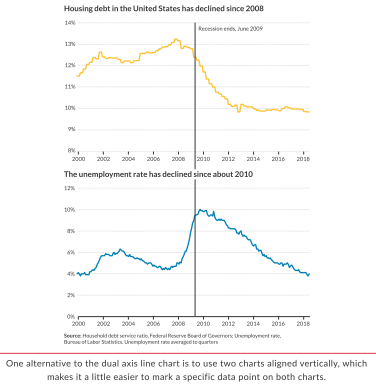 Housing debt in the United States has declined since 2008
14%
Recession ends, June 2009
13%
12%
11%
10%
9%
8%
2000 2002 2004 2006 2008 2010 2012 2014 2016 2018
The unemployment rate has declined since about 2010
12%
10%
8%
6%
4%
2%
0%
2000 2002 2004 2006 2008 2010 2012 2014 2016 2018
Source: Household debt service ratio, Federal Reserve Board of Governors; Unemployment rate,
Bureau of Labor Statistics. Unemployment rate averaged to quarters
One alternative to the dual axis line chart is to use two charts aligned vertically, which
makes it a little easier to mark a specific data point on both charts.